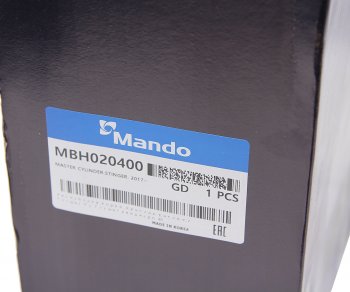 Mando
MBH020400
MASTER CYLINDER STINGER, 2017-
GD 1 PCS
MADE IN KOREA
EAC